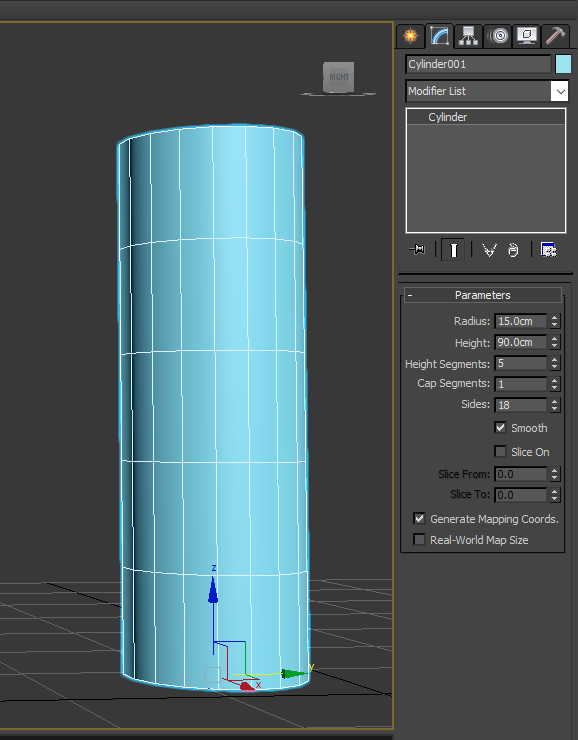 RIGHT
z
y
x
Cylinder001
Modifier List
Cylinder
- Parameters
Radius: 15.0cm
Height: 90.0cm
Height Segments: 5
Cap Segments: 1
Sides: 18
Smooth
Slice On
Slice From: 0.0
Slice To: 0.0
Generate Mapping Coords.
Real-World Map Size